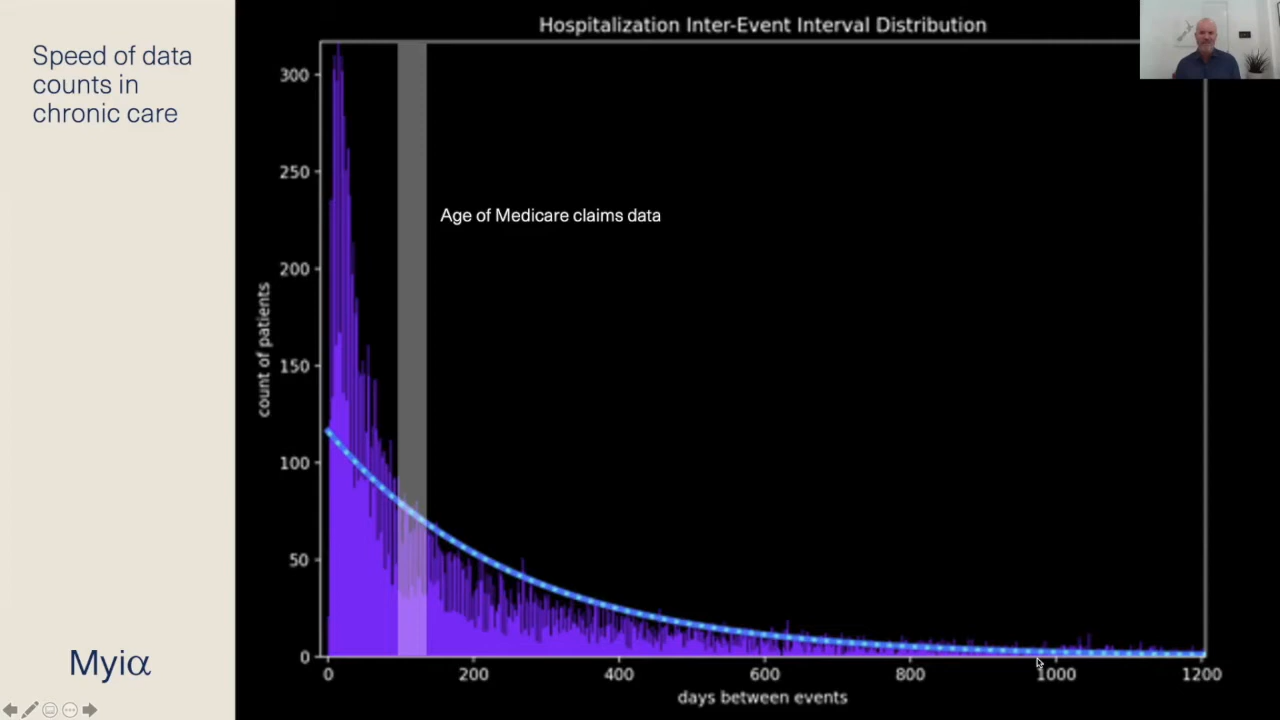 Speed of data
counts in
chronic care
Hospitalization Inter-Event Interval Distribution
Age of Medicare claims data
count of patients
300
250
200
150
100
50
0
0 200 400 600 800 1000 1200
days between events
Myiα